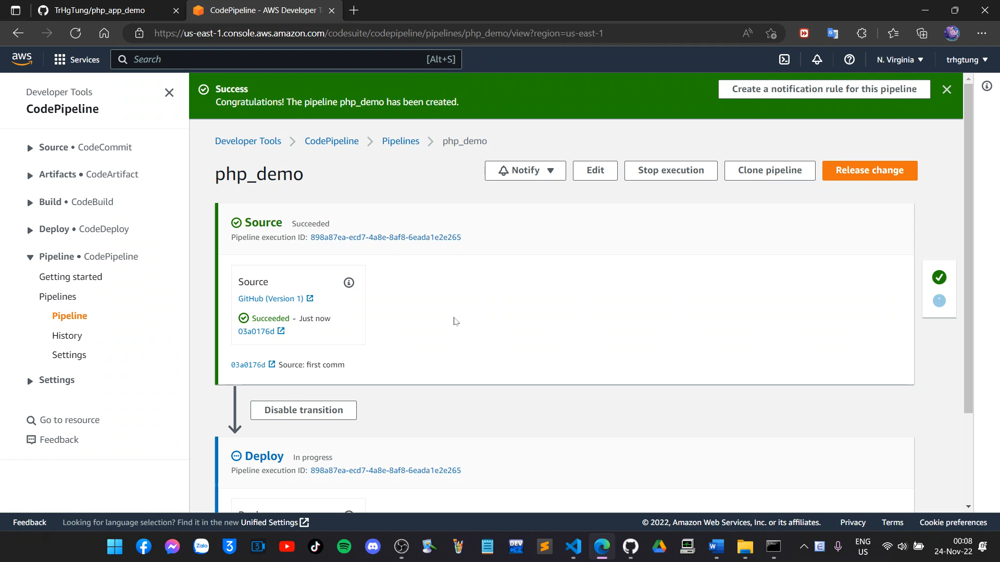 TrHgTung/php_app_demo
CodePipeline - AWS Developer T
https://us-east-1.console.aws.amazon.com/codesuite/codepipeline/pipelines/php_demo/view?region=us-east-1
aws
Services
Search
[Alt+S]
N. Virginia
trhgtung
Developer Tools
CodePipeline
Source • CodeCommit
Artifacts • CodeArtifact
Build • CodeBuild
Deploy • CodeDeploy
Pipeline • CodePipeline
Getting started
Pipelines
Pipeline
History
Settings
Settings
Go to resource
Feedback
Success
Congratulations! The pipeline php_demo has been created.
Create a notification rule for this pipeline
Developer Tools
CodePipeline
Pipelines
php_demo
php_demo
Notify
Edit
Stop execution
Clone pipeline
Release change
Source Succeeded
Pipeline execution ID: 898a87ea-ecd7-4a8e-8af8-6eada1e2e265
Source
GitHub (Version 1)
Succeeded - Just now
03a0176d
03a0176d Source: first comm
Disable transition
Deploy In progress
Pipeline execution ID: 898a87ea-ecd7-4a8e-8af8-6eada1e2e265
Feedback
Looking for language selection? Find it in the new Unified Settings
© 2022, Amazon Web Services, Inc. or its affiliates.
Privacy
Terms
Cookie preferences
Zalo
3
3
DEV
ENG
US
00:08
24-Nov-22